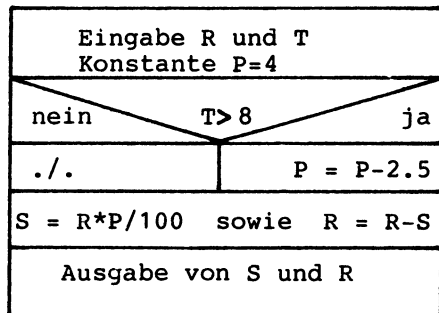 Eingabe R und T
Konstante P=4
nein T>8 ja
./. P = P-2.5
S = R*P/100 sowie R = R-S
Ausgabe von S und R